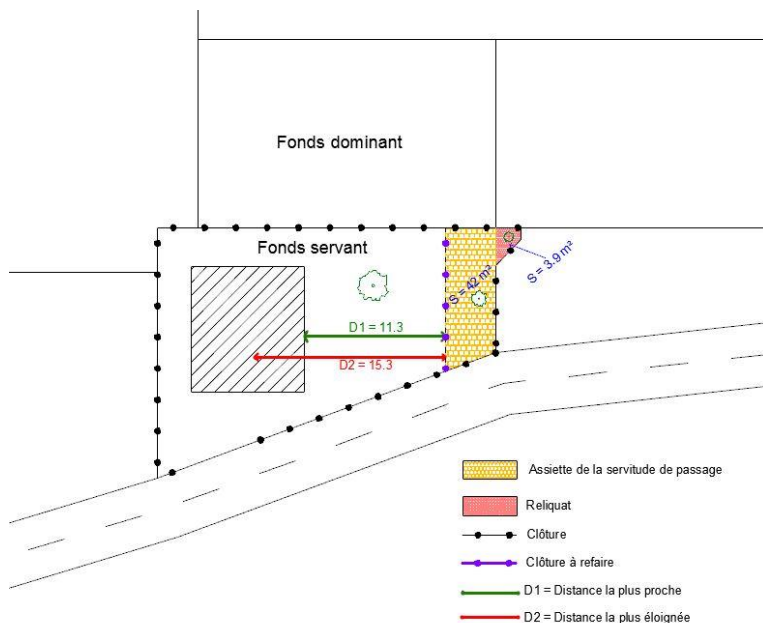 Fonds dominant
Fonds servant
S = 42 m²
S = 3.9 m²
D1 = 11.3
D2 = 15.3
Assiette de la servitude de passage
Reliquat
Clôture
Clôture à refaire
D1 = Distance la plus proche
D2 = Distance la plus éloignée